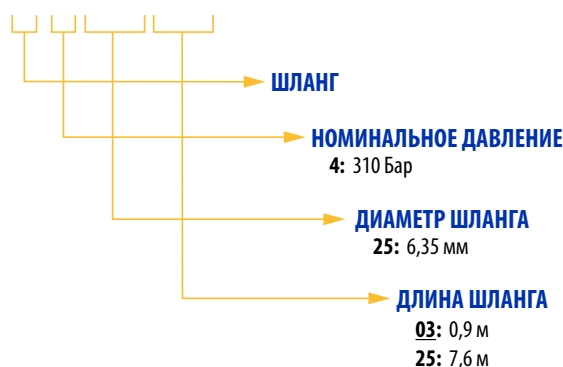 ШЛАНГ
НОМИНАЛЬНОЕ ДАВЛЕНИЕ
4: 310 Бар
ДИАМЕТР ШЛАНГА
25: 6,35 мм
ДЛИНА ШЛАНГА
03: 0,9 м
25: 7,6 м